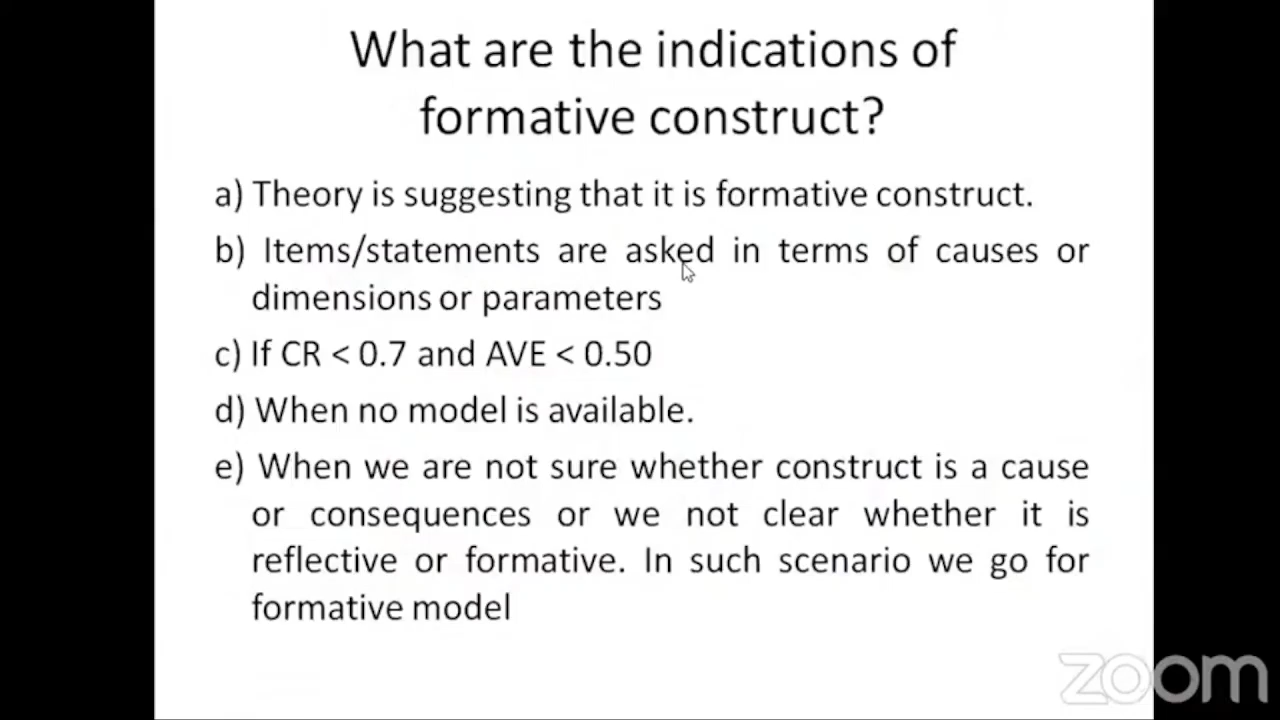 What are the indications of
formative construct?
a) Theory is suggesting that it is formative construct.
b) Items/statements are asked in terms of causes or
dimensions or parameters
c) If CR < 0.7 and AVE < 0.50
d) When no model is available.
e) When we are not sure whether construct is a cause
or consequences or we not clear whether it is
reflective or formative. In such scenario we go for
formative model
zoom